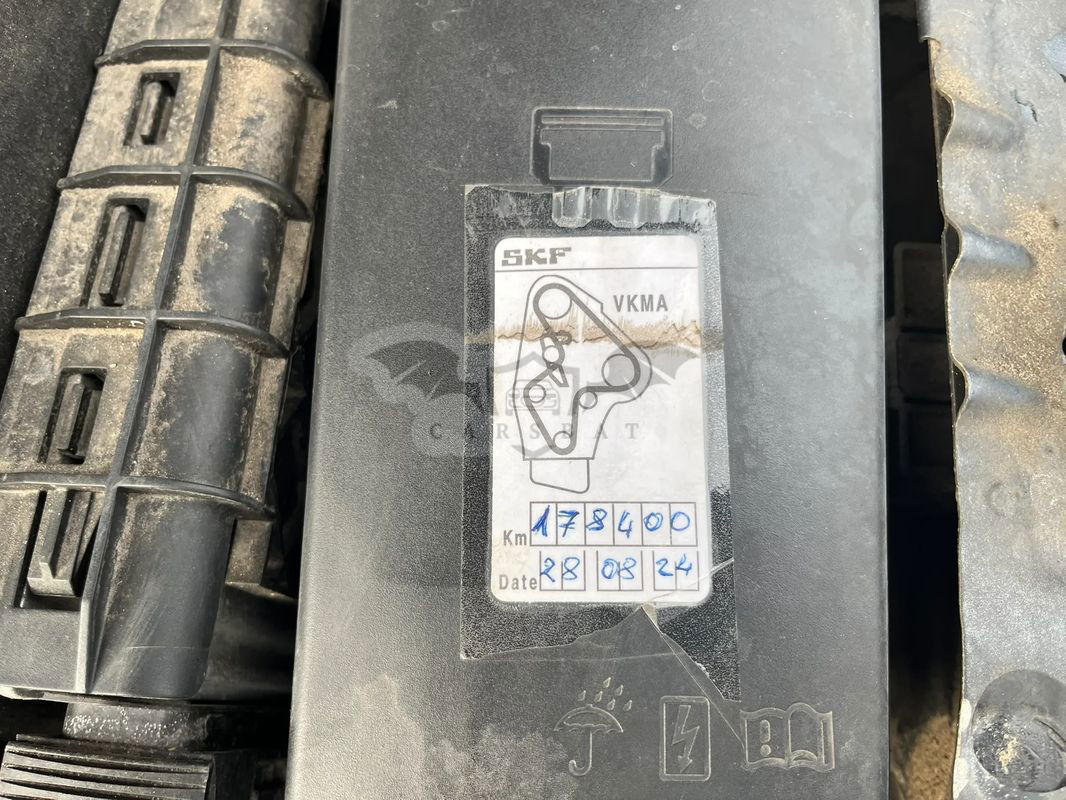 SKF
VKMA
CARSBAT
Km 178400
Date 28 08 24